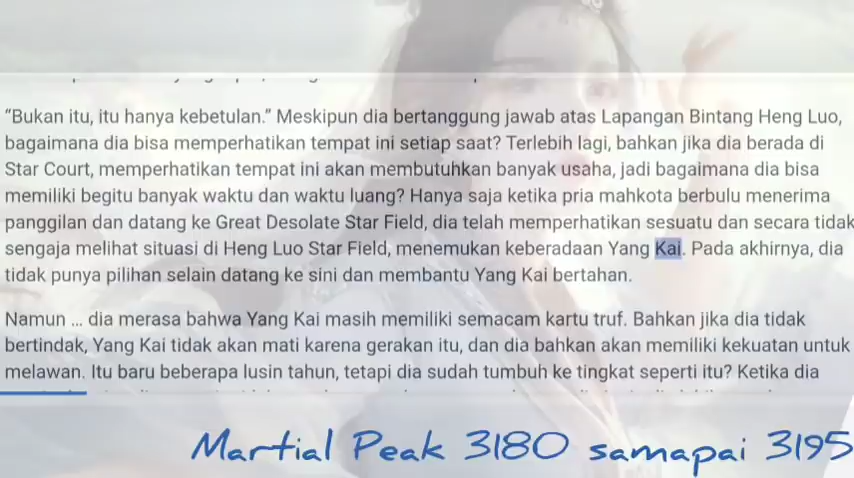 “Bukan itu, itu hanya kebetulan.” Meskipun dia bertanggung jawab atas Lapangan Bintang Heng Luo,
bagaimana dia bisa memperhatikan tempat ini setiap saat? Terlebih lagi, bahkan jika dia berada di
Star Court, memperhatikan tempat ini akan membutuhkan banyak usaha, jadi bagaimana dia bisa
memiliki begitu banyak waktu dan waktu luang? Hanya saja ketika pria mahkota berbulu menerima
panggilan dan datang ke Great Desolate Star Field, dia telah memperhatikan sesuatu dan secara tidak
sengaja melihat situasi di Heng Luo Star Field, menemukan keberadaan Yang Kai. Pada akhirnya, dia
tidak punya pilihan selain datang ke sini dan membantu Yang Kai bertahan.
Namun ... dia merasa bahwa Yang Kai masih memiliki semacam kartu truf. Bahkan jika dia tidak
bertindak, Yang Kai tidak akan mati karena gerakan itu, dan dia bahkan akan memiliki kekuatan untuk
melawan. Itu baru beberapa lusin tahun, tetapi dia sudah tumbuh ke tingkat seperti itu? Ketika dia
Martial Peak 3180 samapai 3195